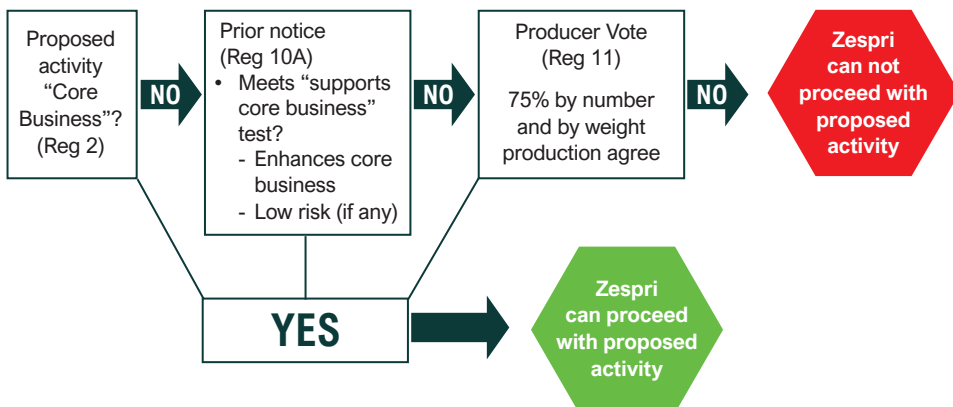 Proposed
activity
“Core
Business”?
(Reg 2)
NO
Prior notice
(Reg 10A)
• Meets “supports
core business”
test?
- Enhances core
business
- Low risk (if any)
NO
Producer Vote
(Reg 11)
75% by number
and by weight
production agree
NO
Zespri
can not
proceed with
proposed
activity
YES
Zespri
can proceed
with proposed
activity